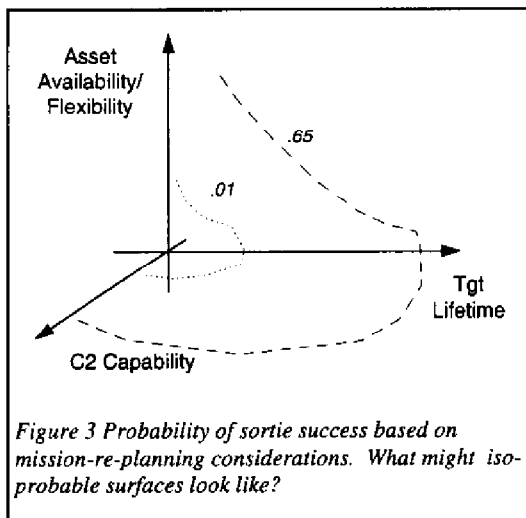 Asset
Availability/
Flexibility
.65
.01
Tgt
Lifetime
C2 Capability
Figure 3 Probability of sortie success based on
mission-re-planning considerations. What might iso-
probable surfaces look like?